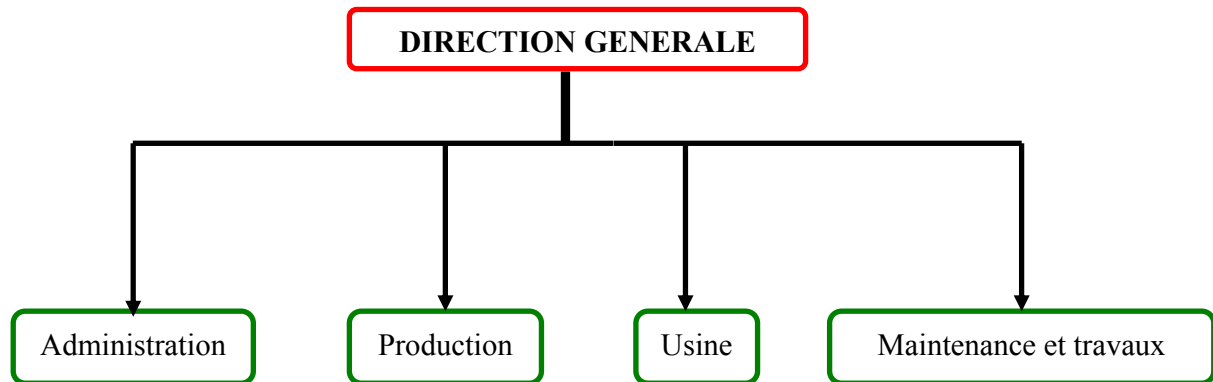 DIRECTION GENERALE
Administration
Production
Usine
Maintenance et travaux